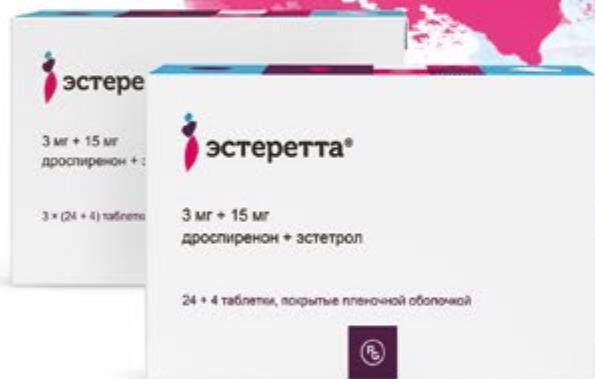 эстере
3 мг + 15 мг
дроспиренон +
3 × (24 + 4) таблетк
эстеретта®
3 мг + 15 мг
дроспиренон + эстетрол
24 + 4 таблетки, покрытые пленочной оболочкой